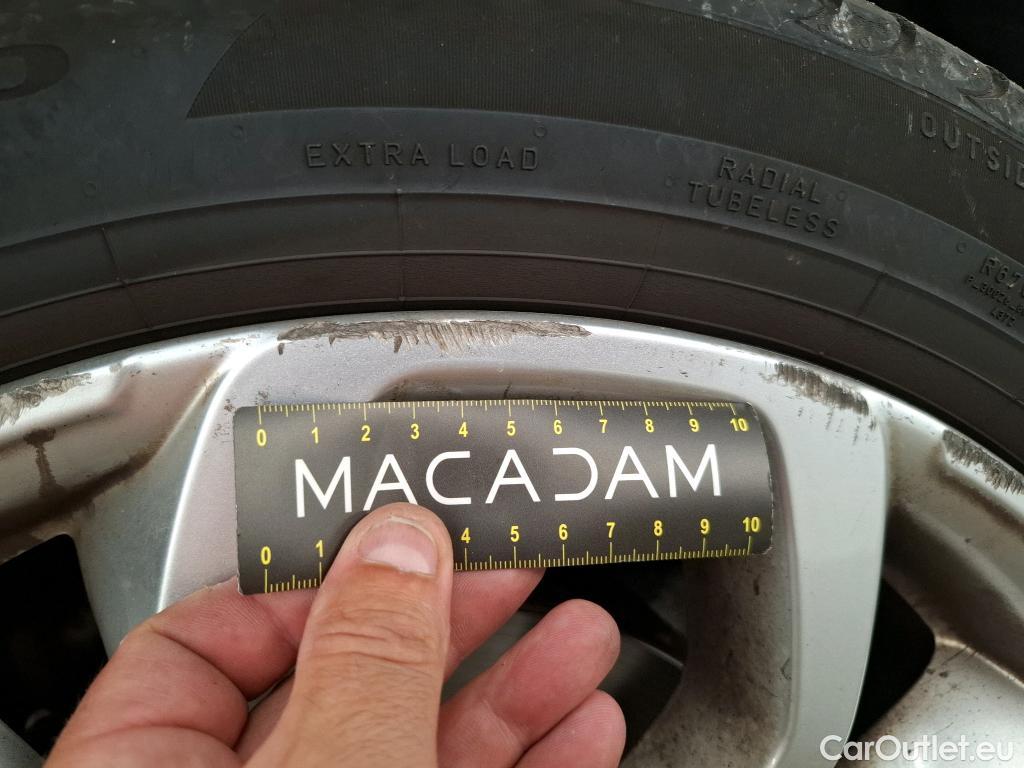 EXTRA LOAD
RADIAL
TUBELESS
0 1 2 3 4 5 6 7 8 9 10
MACADAM
0 1 4 5 6 7 8 9 10
CarOutlet.eu